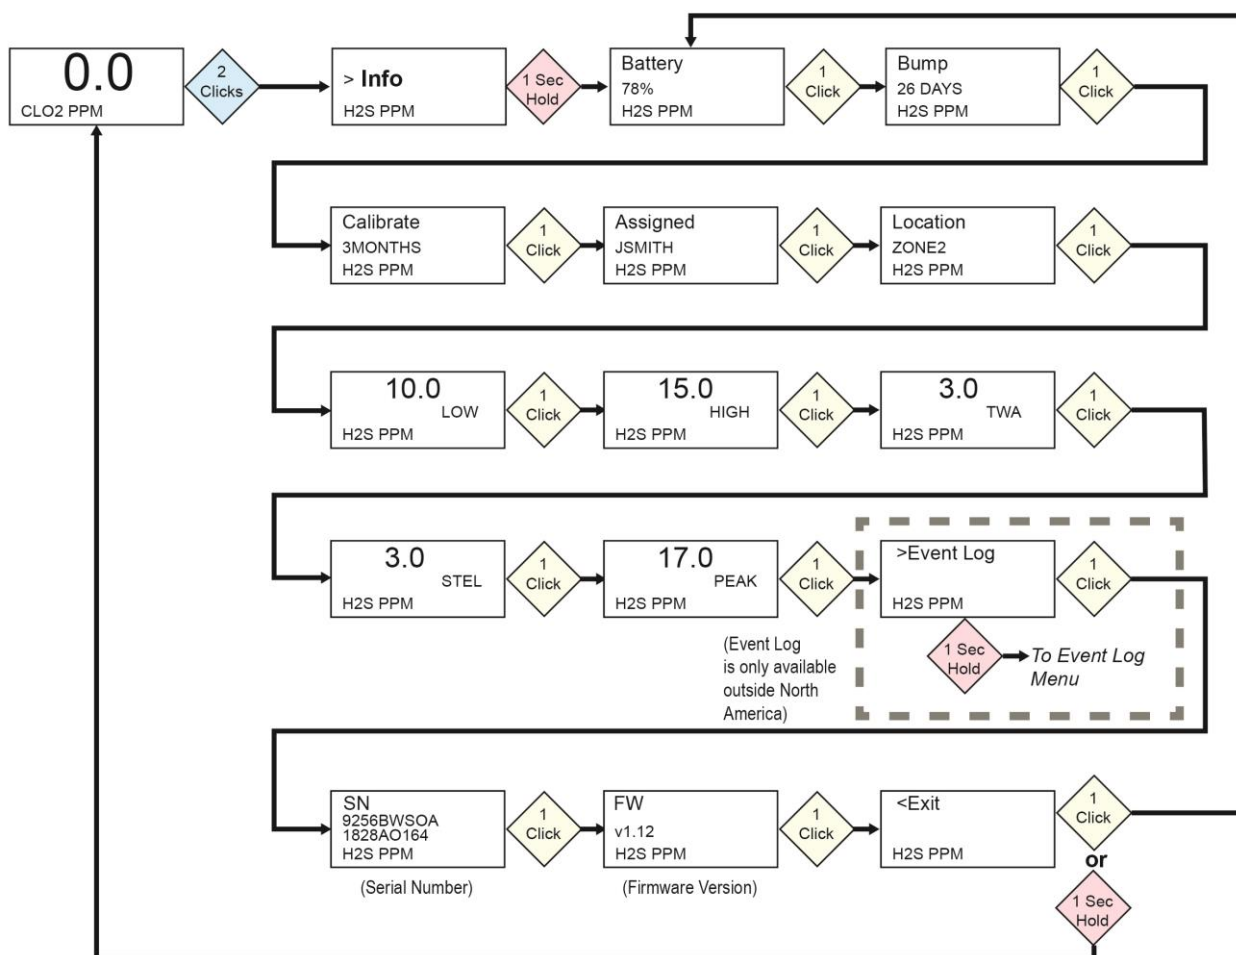 0.0
CLO2 PPM
2
Clicks
> Info
H2S PPM
1 Sec
Hold
Battery
78%
H2S PPM
1
Click
Bump
26 DAYS
H2S PPM
1
Click
Calibrate
3MONTHS
H2S PPM
1
Click
Assigned
JSMITH
H2S PPM
1
Click
Location
ZONE2
H2S PPM
1
Click
10.0
LOW
H2S PPM
1
Click
15.0
HIGH
H2S PPM
1
Click
3.0
TWA
H2S PPM
1
Click
3.0
STEL
H2S PPM
1
Click
17.0
PEAK
H2S PPM
1
Click
(Event Log
is only available
outside North
America)
>Event Log
H2S PPM
1
Click
1 Sec
Hold
To Event Log
Menu
SN
9256BWSOA
1828AO164
H2S PPM
(Serial Number)
1
Click
FW
v1.12
H2S PPM
(Firmware Version)
1
Click
<Exit
H2S PPM
1
Click
or
1 Sec
Hold